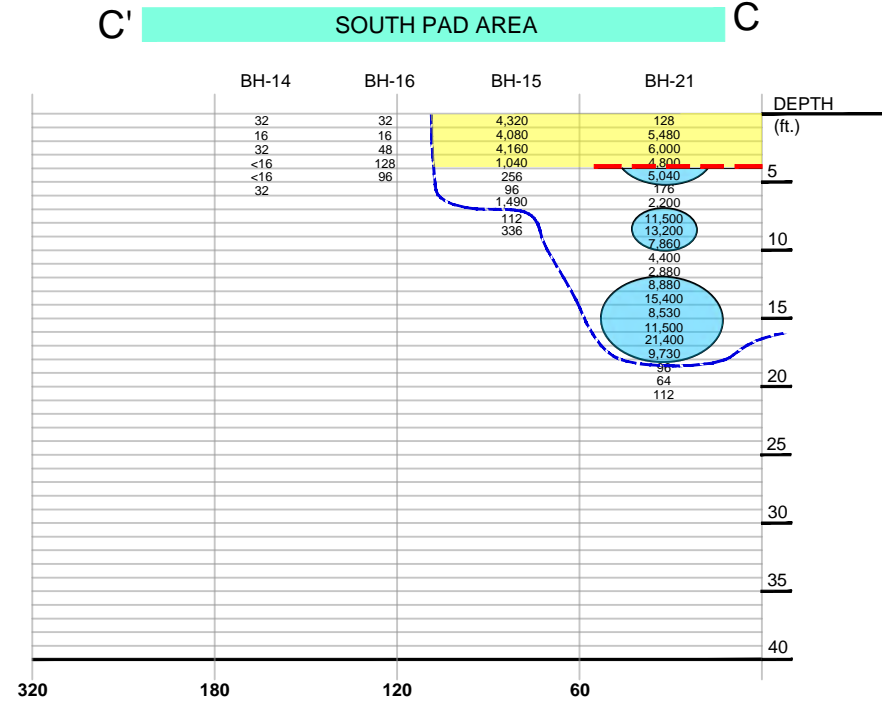 C' SOUTH PAD AREA C
BH-14 BH-16 BH-15 BH-21
DEPTH
(ft.)
32 32 4,320 128
16 16 4,080 5,480
32 48 4,160 6,000
<16 128 1,040 4,800
<16 96 256 5,040 5
32 96 176
1,490 2,200
112 11,500
336 13,200
7,860 10
4,400
2,880
8,880
15,400
8,530 15
11,500
21,400
9,730
96
64 20
112
25
30
35
40
320 180 120 60